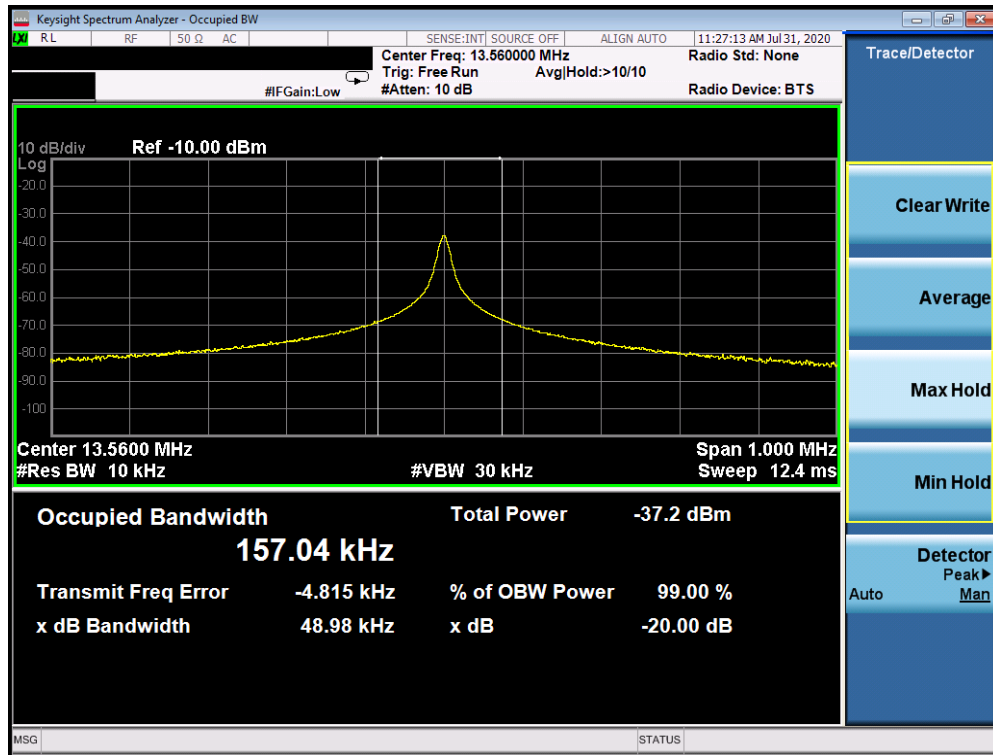 Keysight Spectrum Analyzer - Occupied BW
LXI RL RF 50 Ω AC SENSE:INT SOURCE OFF ALIGN AUTO 11:27:13 AM Jul 31, 2020
Center Freq: 13.560000 MHz Radio Std: None
Trig: Free Run Avg|Hold:>10/10
#IFGain:Low #Atten: 10 dB Radio Device: BTS
10 dB/div Ref -10.00 dBm
Log
-20.0
-30.0
-40.0
-50.0
-60.0
-70.0
-80.0
-90.0
-100
Center 13.5600 MHz Span 1.000 MHz
#Res BW 10 kHz #VBW 30 kHz Sweep 12.4 ms
Occupied Bandwidth Total Power -37.2 dBm
157.04 kHz
Transmit Freq Error -4.815 kHz % of OBW Power 99.00 %
x dB Bandwidth 48.98 kHz x dB -20.00 dB
MSG STATUS
Trace/Detector
Clear Write
Average
Max Hold
Min Hold
Detector
Peak▶
Auto Man